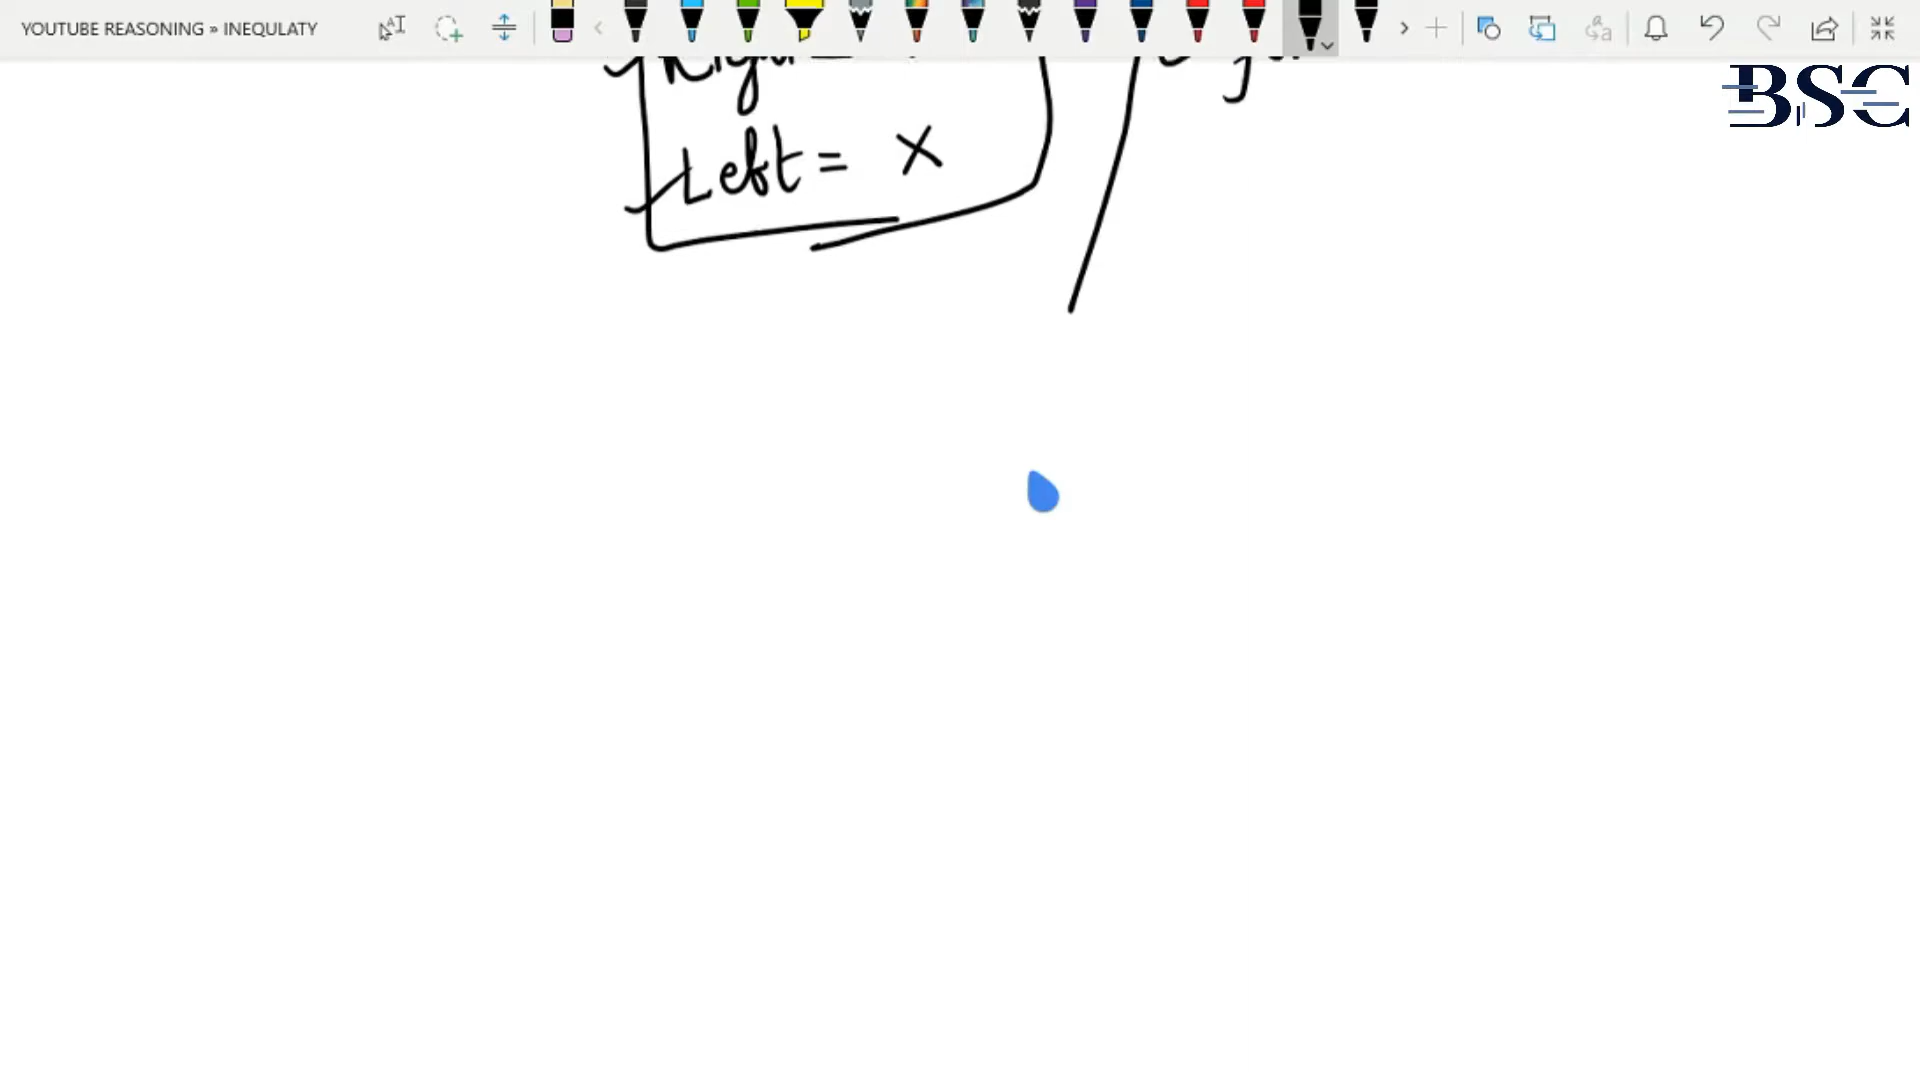 YOUTUBE REASONING » INEQULATY
BSC
Left = X